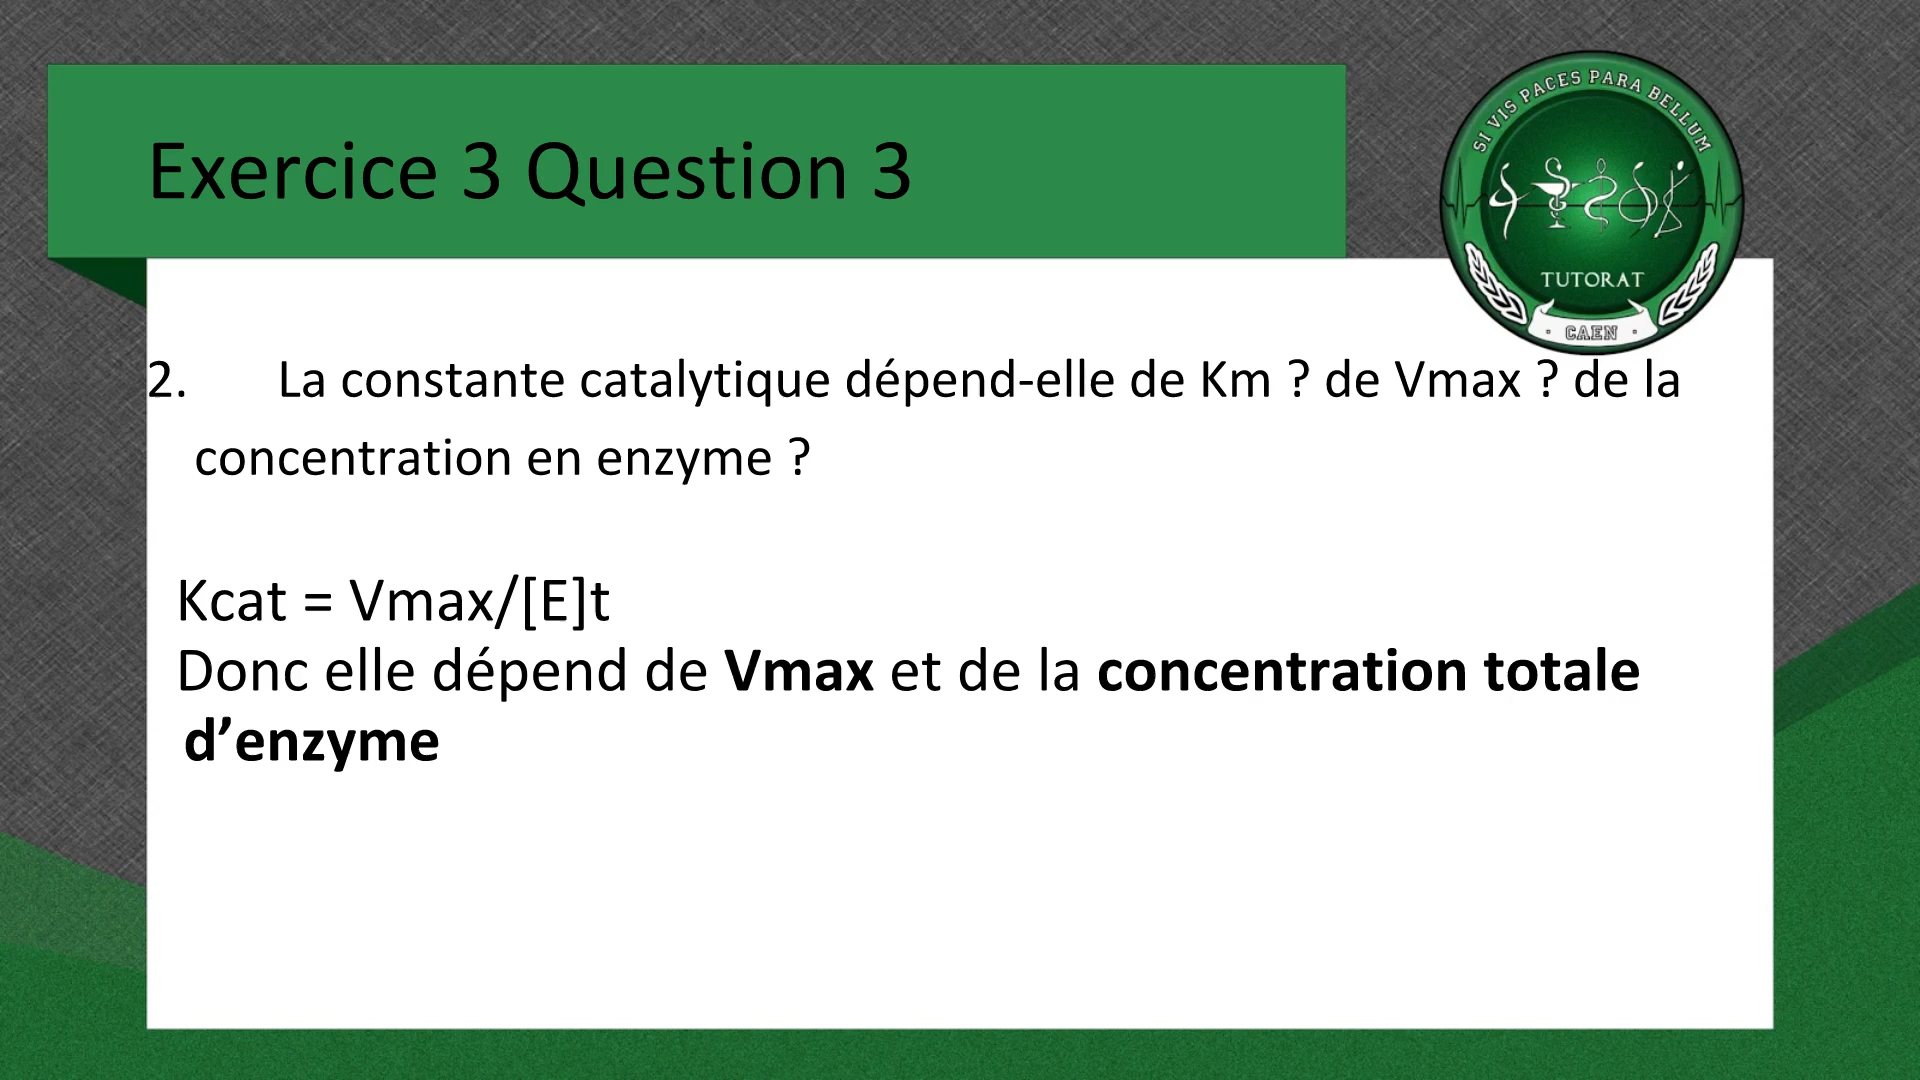 Exercice 3 Question 3
SI VIS PACES PARA BELLUM
TUTORAT
· CAEN ·
2. La constante catalytique dépend-elle de Km ? de Vmax ? de la
concentration en enzyme ?
Kcat = Vmax/[E]t
Donc elle dépend de Vmax et de la concentration totale
d’enzyme